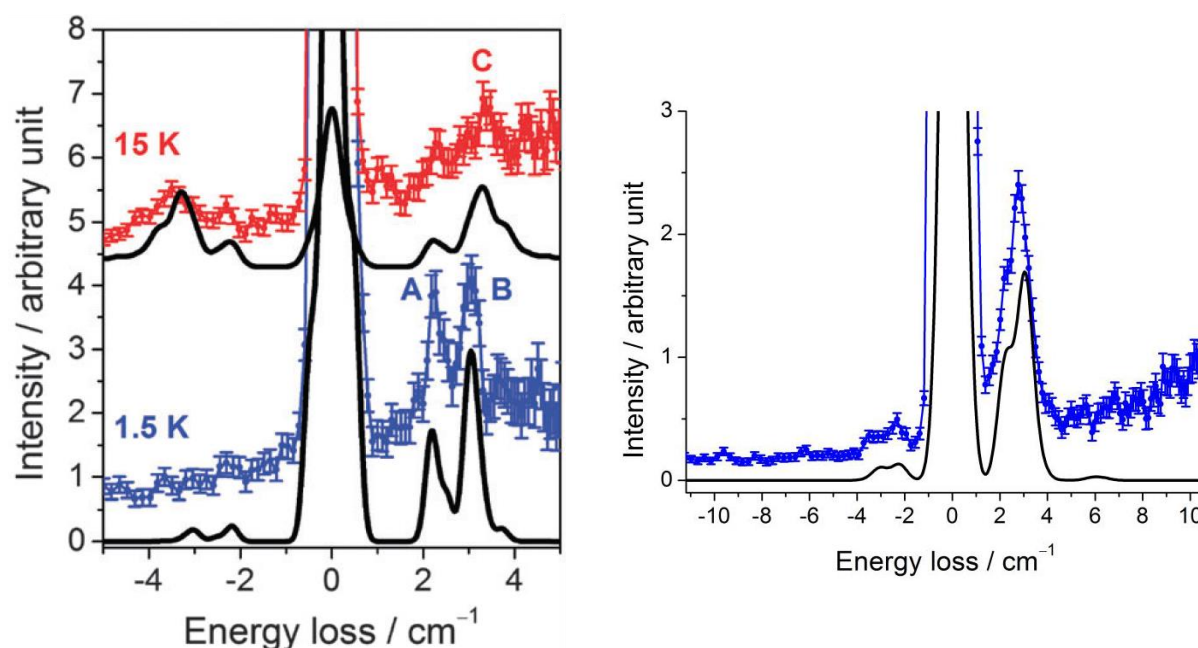 Intensity / arbitrary unit
8
7
6
5
4
3
2
1
0
15 K
C
A
B
1.5 K
-4 -2 0 2 4
Energy loss / cm⁻¹
Intensity / arbitrary unit
3
2
1
0
-10 -8 -6 -4 -2 0 2 4 6 8 10
Energy loss / cm⁻¹